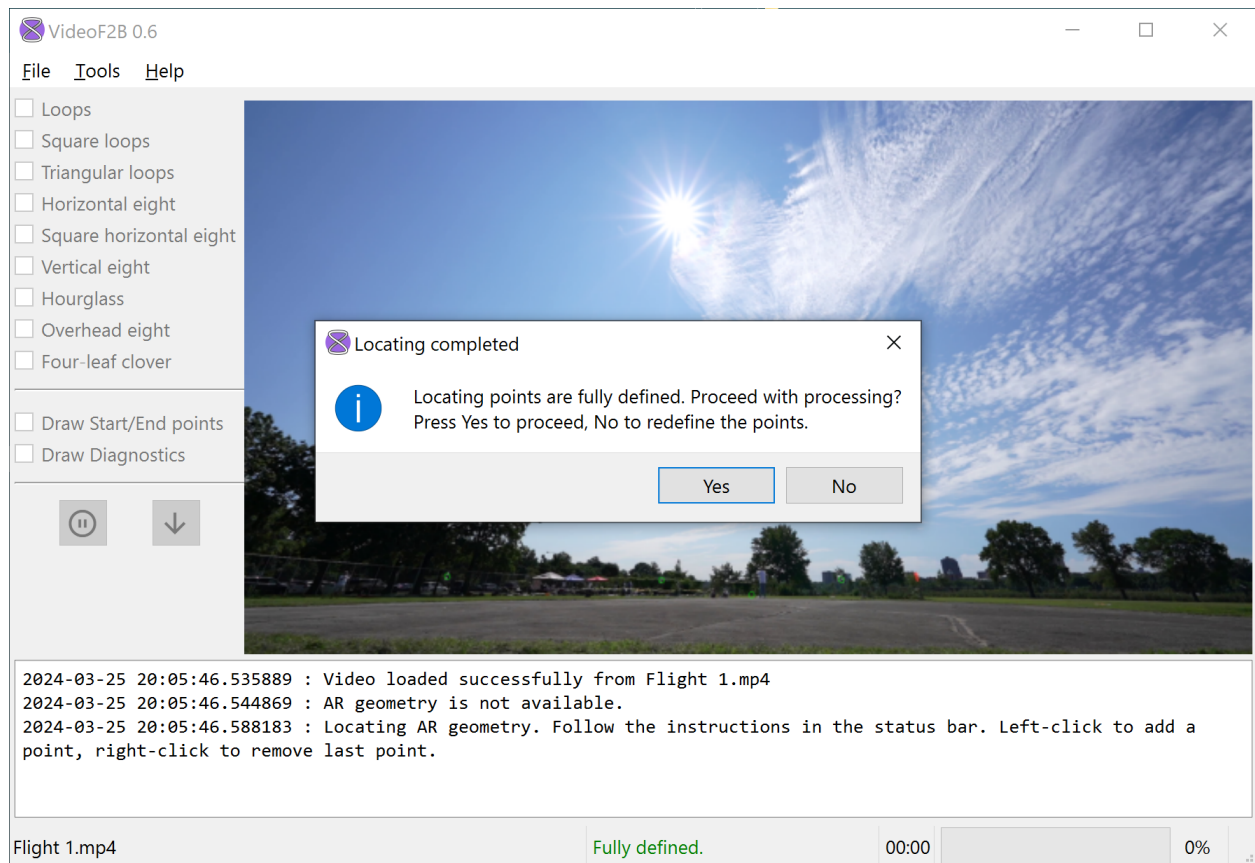 VideoF2B 0.6
File Tools Help
Loops
Square loops
Triangular loops
Horizontal eight
Square horizontal eight
Vertical eight
Hourglass
Overhead eight
Four-leaf clover
Draw Start/End points
Draw Diagnostics
Locating completed
Locating points are fully defined. Proceed with processing?
Press Yes to proceed, No to redefine the points.
Yes No
2024-03-25 20:05:46.535889 : Video loaded successfully from Flight 1.mp4
2024-03-25 20:05:46.544869 : AR geometry is not available.
2024-03-25 20:05:46.588183 : Locating AR geometry. Follow the instructions in the status bar. Left-click to add a
point, right-click to remove last point.
Flight 1.mp4 Fully defined. 00:00 0%